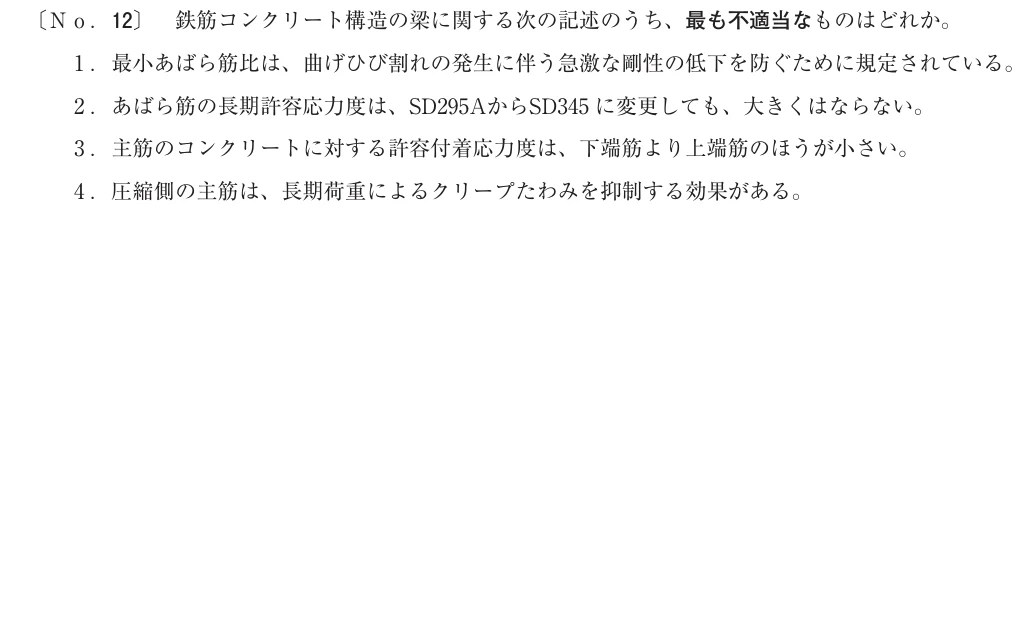 〔Ｎｏ．12〕　鉄筋コンクリート構造の梁に関する次の記述のうち、最も不適当なものはどれか。
１．最小あばら筋比は、曲げひび割れの発生に伴う急激な剛性の低下を防ぐために規定されている。
２．あばら筋の長期許容応力度は、SD295AからSD345 に変更しても、大きくはならない。
３．主筋のコンクリートに対する許容付着応力度は、下端筋より上端筋のほうが小さい。
４．圧縮側の主筋は、長期荷重によるクリープたわみを抑制する効果がある。